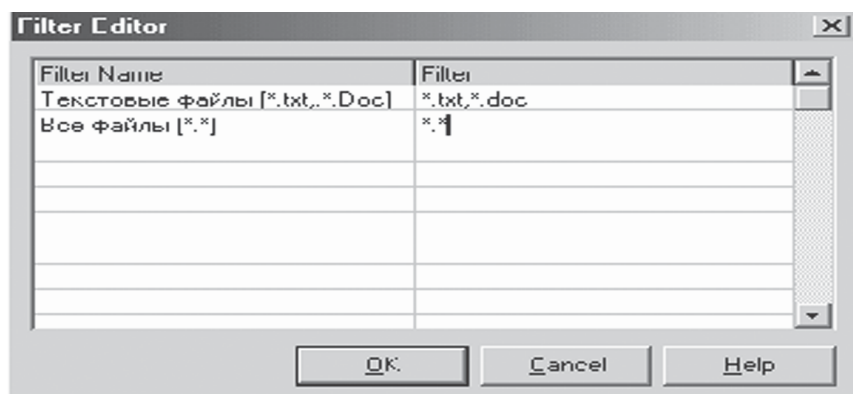 Filter Editor
Filter Name Filter
Текстовые файлы (*.txt,.*.Doc) *.txt,*.doc
Все файлы (*.*) *.*
OK Cancel Help